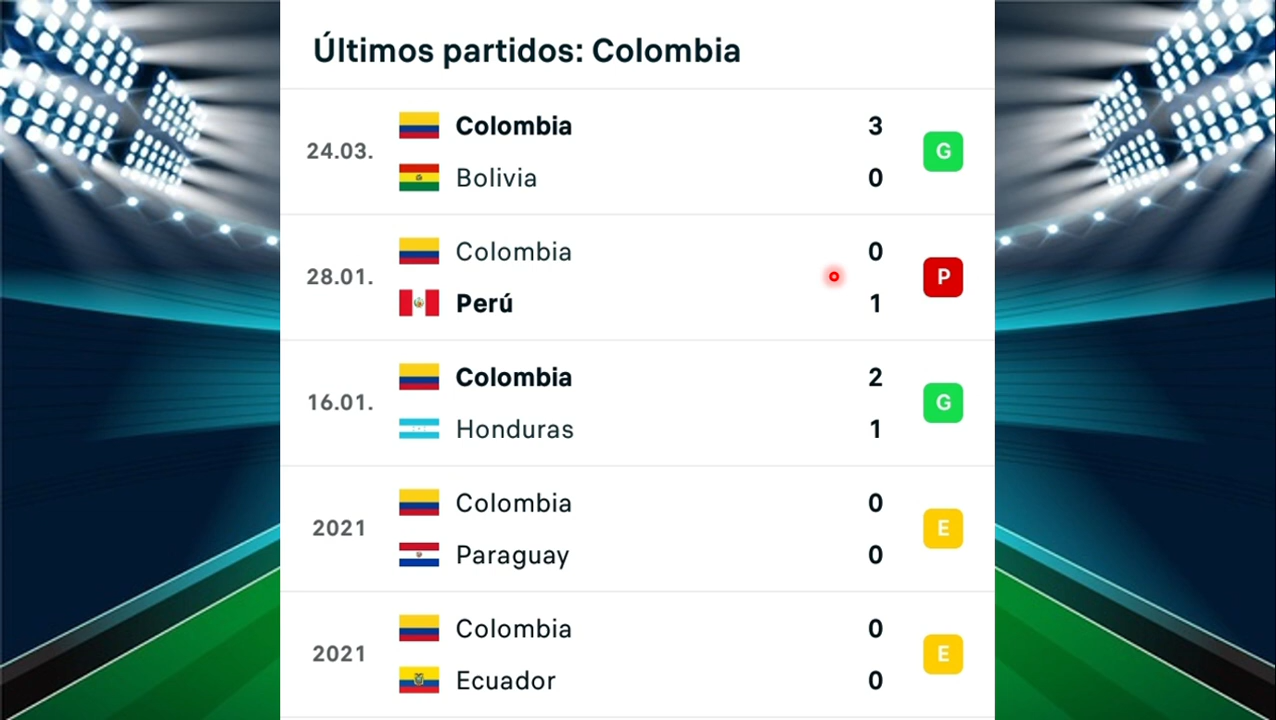 Últimos partidos: Colombia
24.03.
Colombia 3
Bolivia 0
G
28.01.
Colombia 0
Perú 1
P
16.01.
Colombia 2
Honduras 1
G
2021
Colombia 0
Paraguay 0
E
2021
Colombia 0
Ecuador 0
E